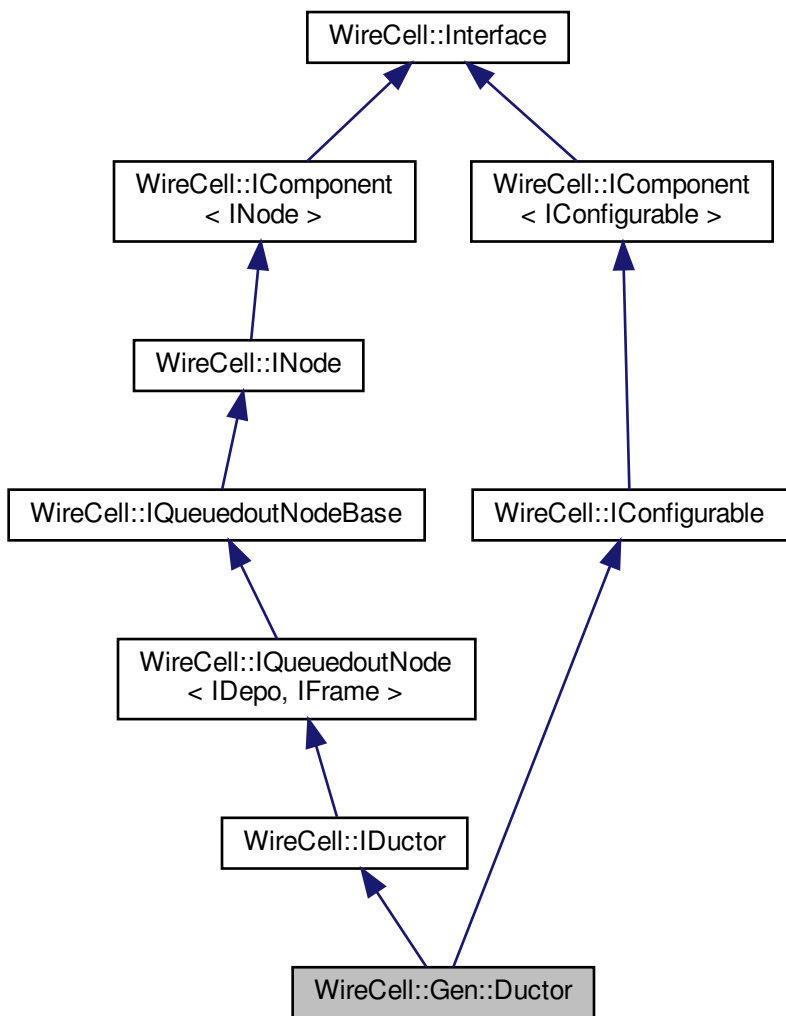 WireCell::Interface
WireCell::IComponent
< INode >
WireCell::IComponent
< IConfigurable >
WireCell::INode
WireCell::IQueuedoutNodeBase
WireCell::IConfigurable
WireCell::IQueuedoutNode
< IDepo, IFrame >
WireCell::IDuctor
WireCell::Gen::Ductor